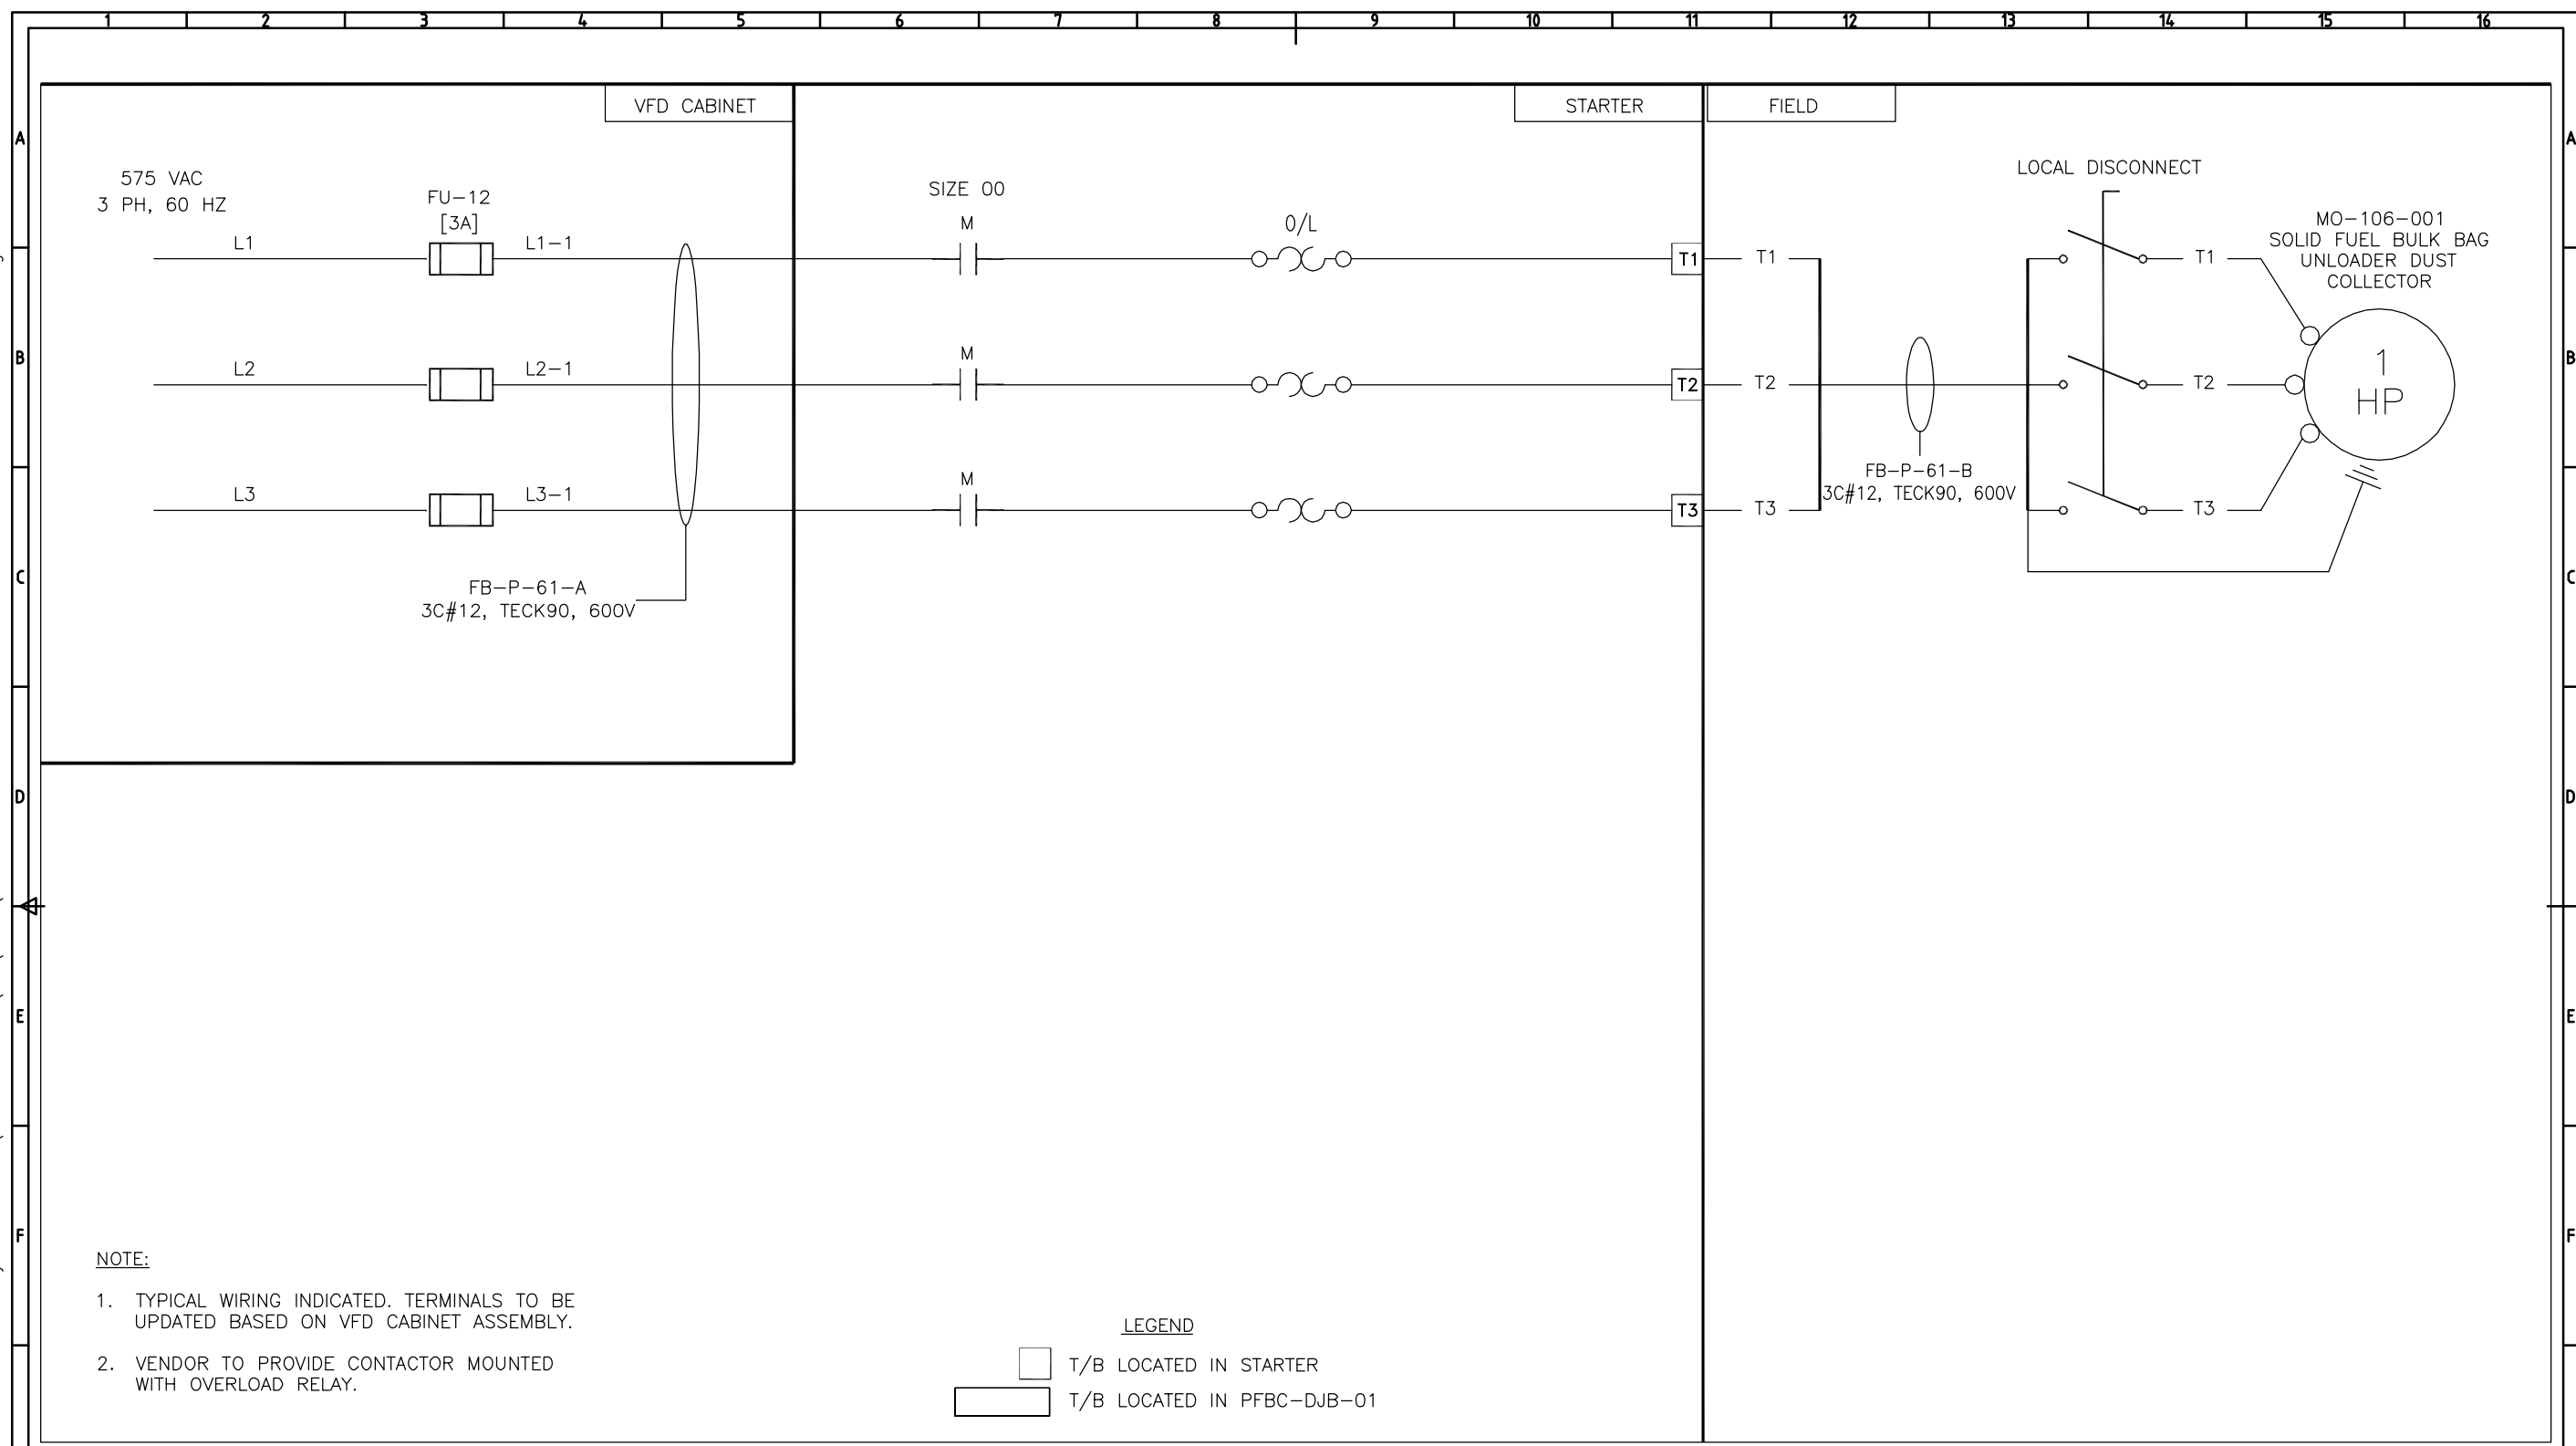 1 2 3 4 5 6 7 8 9 10 11 12 13 14 15 16
VFD CABINET
STARTER
FIELD
A
A
575 VAC
3 PH, 60 HZ
FU-12
[3A]
SIZE 00
M
O/L
LOCAL DISCONNECT
MO-106-001
SOLID FUEL BULK BAG
UNLOADER DUST
COLLECTOR
L1
L1-1
T1
T1
T1
B
B
L2
L2-1
M
T2
T2
T2
1
HP
L3
L3-1
M
T3
T3
T3
FB-P-61-B
3C#12, TECK90, 600V
C
C
FB-P-61-A
3C#12, TECK90, 600V
D
D
E
E
F
F
NOTE:
1. TYPICAL WIRING INDICATED. TERMINALS TO BE
UPDATED BASED ON VFD CABINET ASSEMBLY.
2. VENDOR TO PROVIDE CONTACTOR MOUNTED
WITH OVERLOAD RELAY.
LEGEND
T/B LOCATED IN STARTER
T/B LOCATED IN PFBC-DJB-01